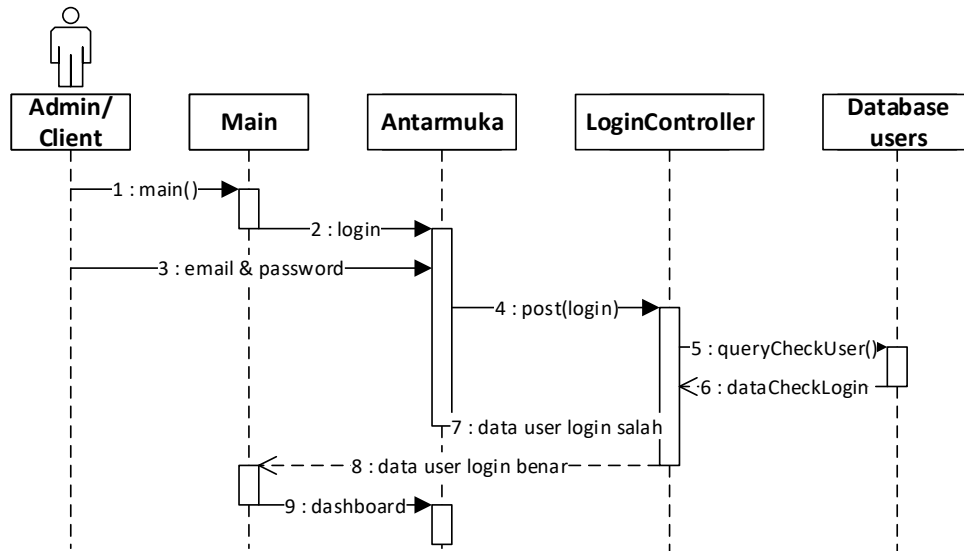 Admin/
Client
Main
Antarmuka
LoginController
Database
users
1 : main()
2 : login
3 : email & password
4 : post(login)
5 : queryCheckUser()
6 : dataCheckLogin
7 : data user login salah
8 : data user login benar
9 : dashboard